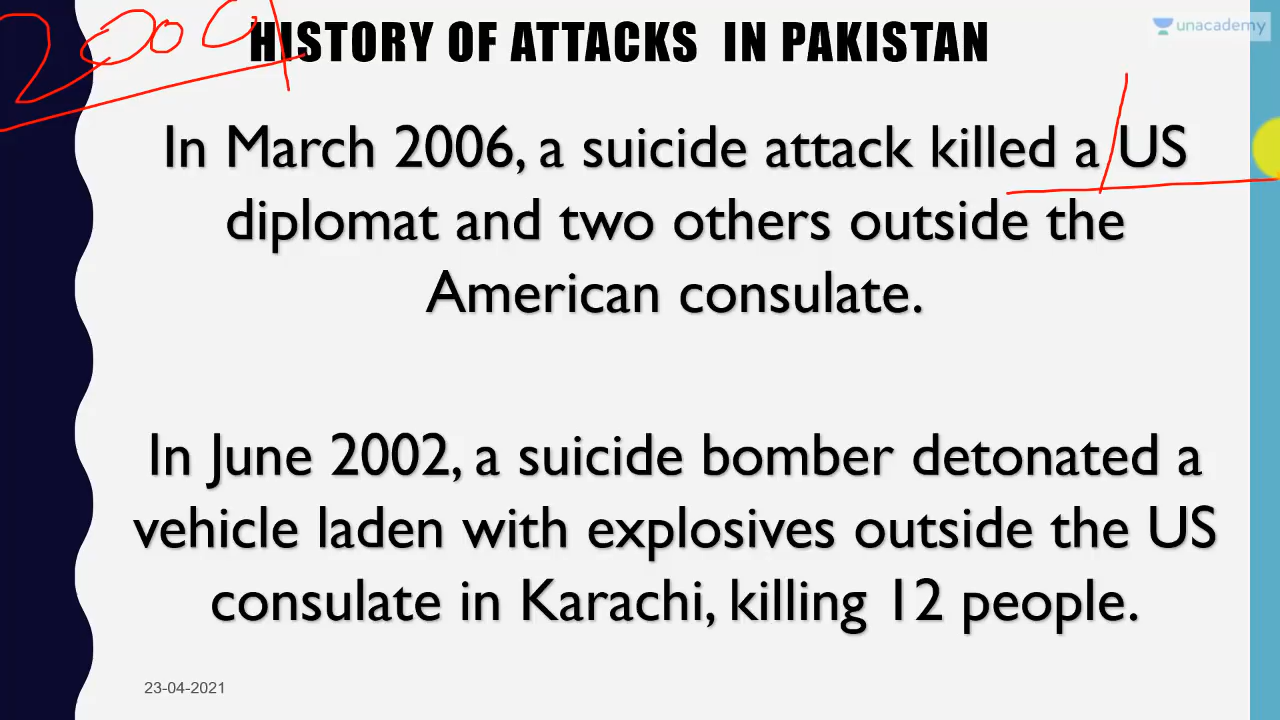 2009
HISTORY OF ATTACKS IN PAKISTAN
unacademy
In March 2006, a suicide attack killed a US
diplomat and two others outside the
American consulate.
In June 2002, a suicide bomber detonated a
vehicle laden with explosives outside the US
consulate in Karachi, killing 12 people.
23-04-2021